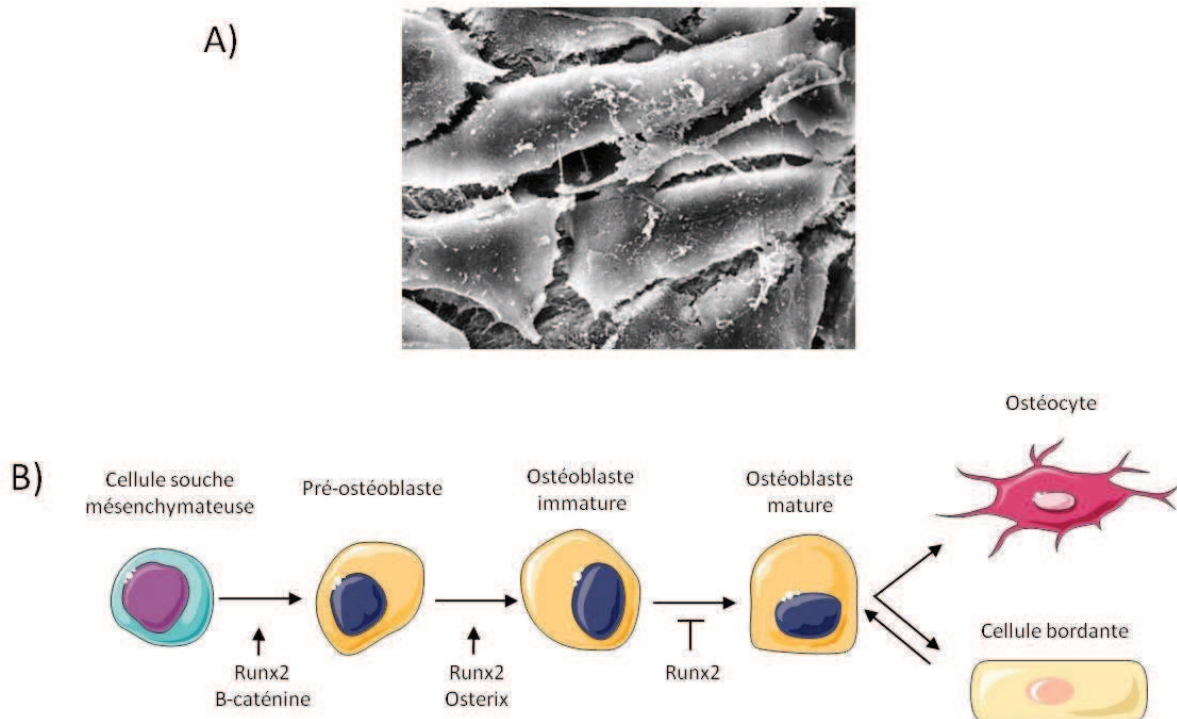 A)
B)
Cellule souche
mésenchymateuse
Pré-ostéoblaste
Ostéoblaste
immature
Ostéoblaste
mature
Ostéocyte
Cellule bordante
Runx2
B-caténine
Runx2
Osterix
Runx2